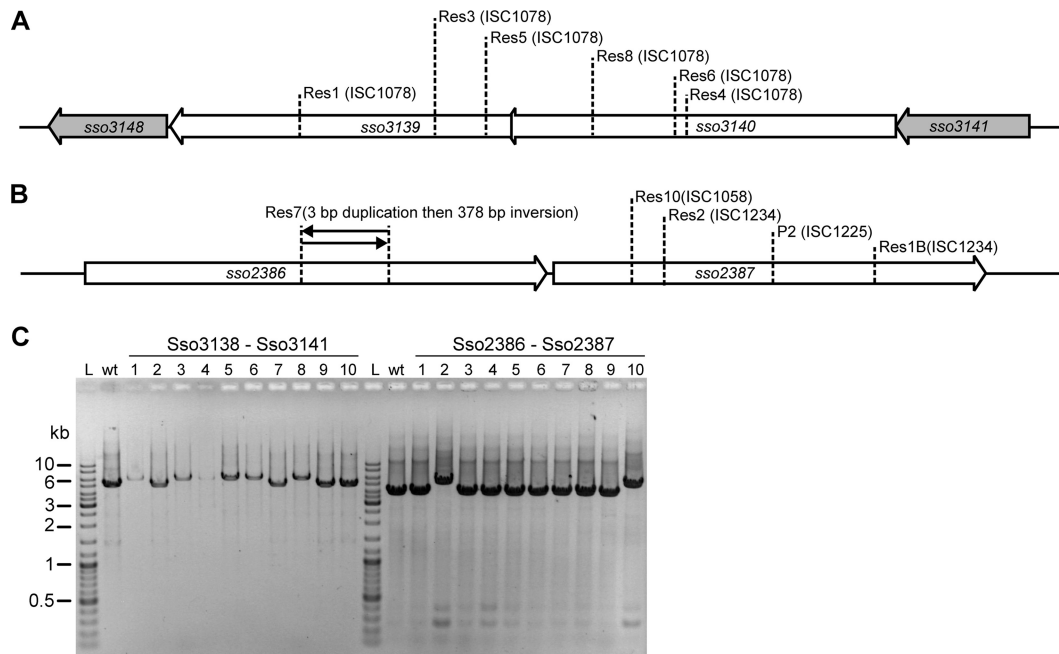 A
Res3 (ISC1078)
Res5 (ISC1078)
Res8 (ISC1078)
Res6 (ISC1078)
Res1 (ISC1078)
Res4 (ISC1078)
sso3148
sso3139
sso3140
sso3141
B
Res10(ISC1058)
Res7(3 bp duplication then 378 bp inversion)
Res2 (ISC1234)
P2 (ISC1225)
Res1B(ISC1234)
sso2386
sso2387
C
Sso3138 - Sso3141
Sso2386 - Sso2387
L wt 1 2 3 4 5 6 7 8 9 10 L wt 1 2 3 4 5 6 7 8 9 10
kb
10
6
3
2
1
0.5